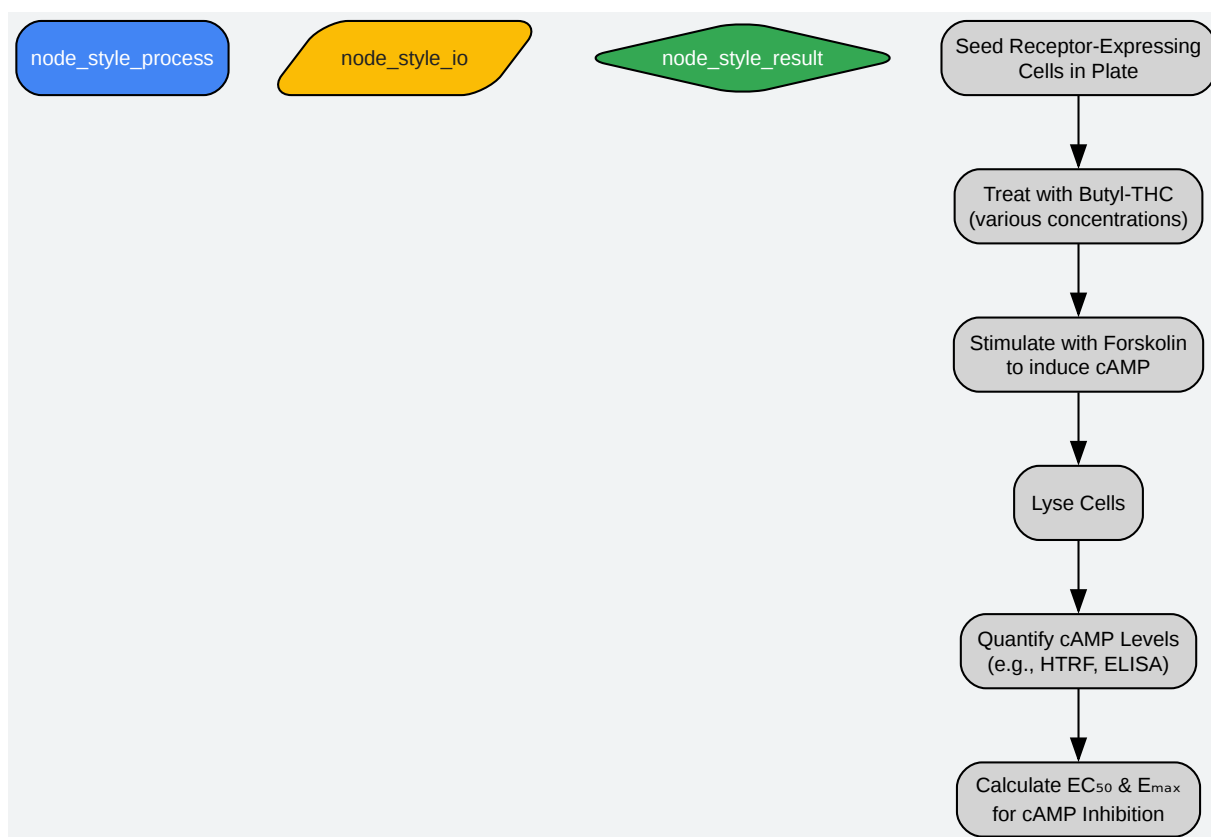 node_style_process
node_style_io
node_style_result
Seed Receptor-Expressing
Cells in Plate
Treat with Butyl-THC
(various concentrations)
Stimulate with Forskolin
to induce cAMP
Lyse Cells
Quantify cAMP Levels
(e.g., HTRF, ELISA)
Calculate EC₅₀ & Eₘₐₓ
for cAMP Inhibition